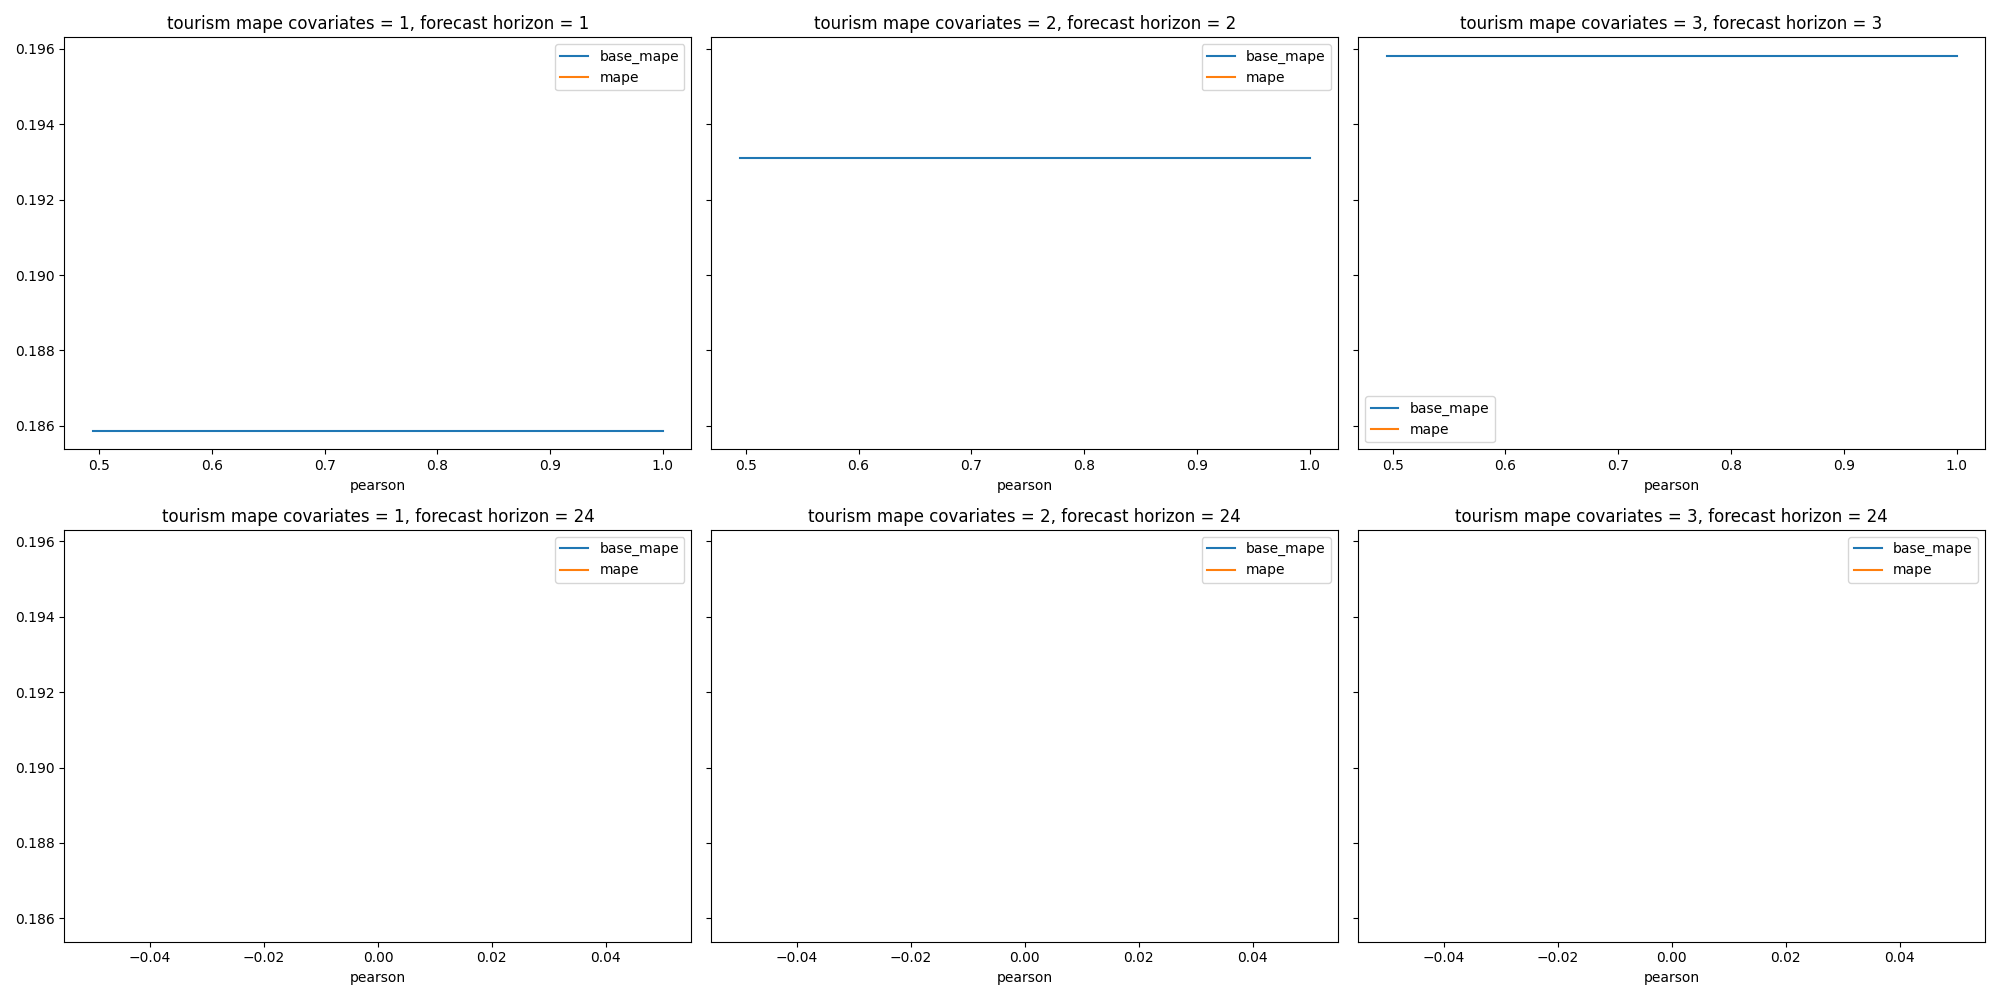 tourism mape covariates = 1, forecast horizon = 1
0.196
0.194
0.192
0.190
0.188
0.186
base_mape
mape
0.5 0.6 0.7 0.8 0.9 1.0
pearson
tourism mape covariates = 2, forecast horizon = 2
base_mape
mape
0.5 0.6 0.7 0.8 0.9 1.0
pearson
tourism mape covariates = 3, forecast horizon = 3
base_mape
mape
0.5 0.6 0.7 0.8 0.9 1.0
pearson
tourism mape covariates = 1, forecast horizon = 24
0.196
0.194
0.192
0.190
0.188
0.186
base_mape
mape
−0.04 −0.02 0.00 0.02 0.04
pearson
tourism mape covariates = 2, forecast horizon = 24
base_mape
mape
−0.04 −0.02 0.00 0.02 0.04
pearson
tourism mape covariates = 3, forecast horizon = 24
base_mape
mape
−0.04 −0.02 0.00 0.02 0.04
pearson